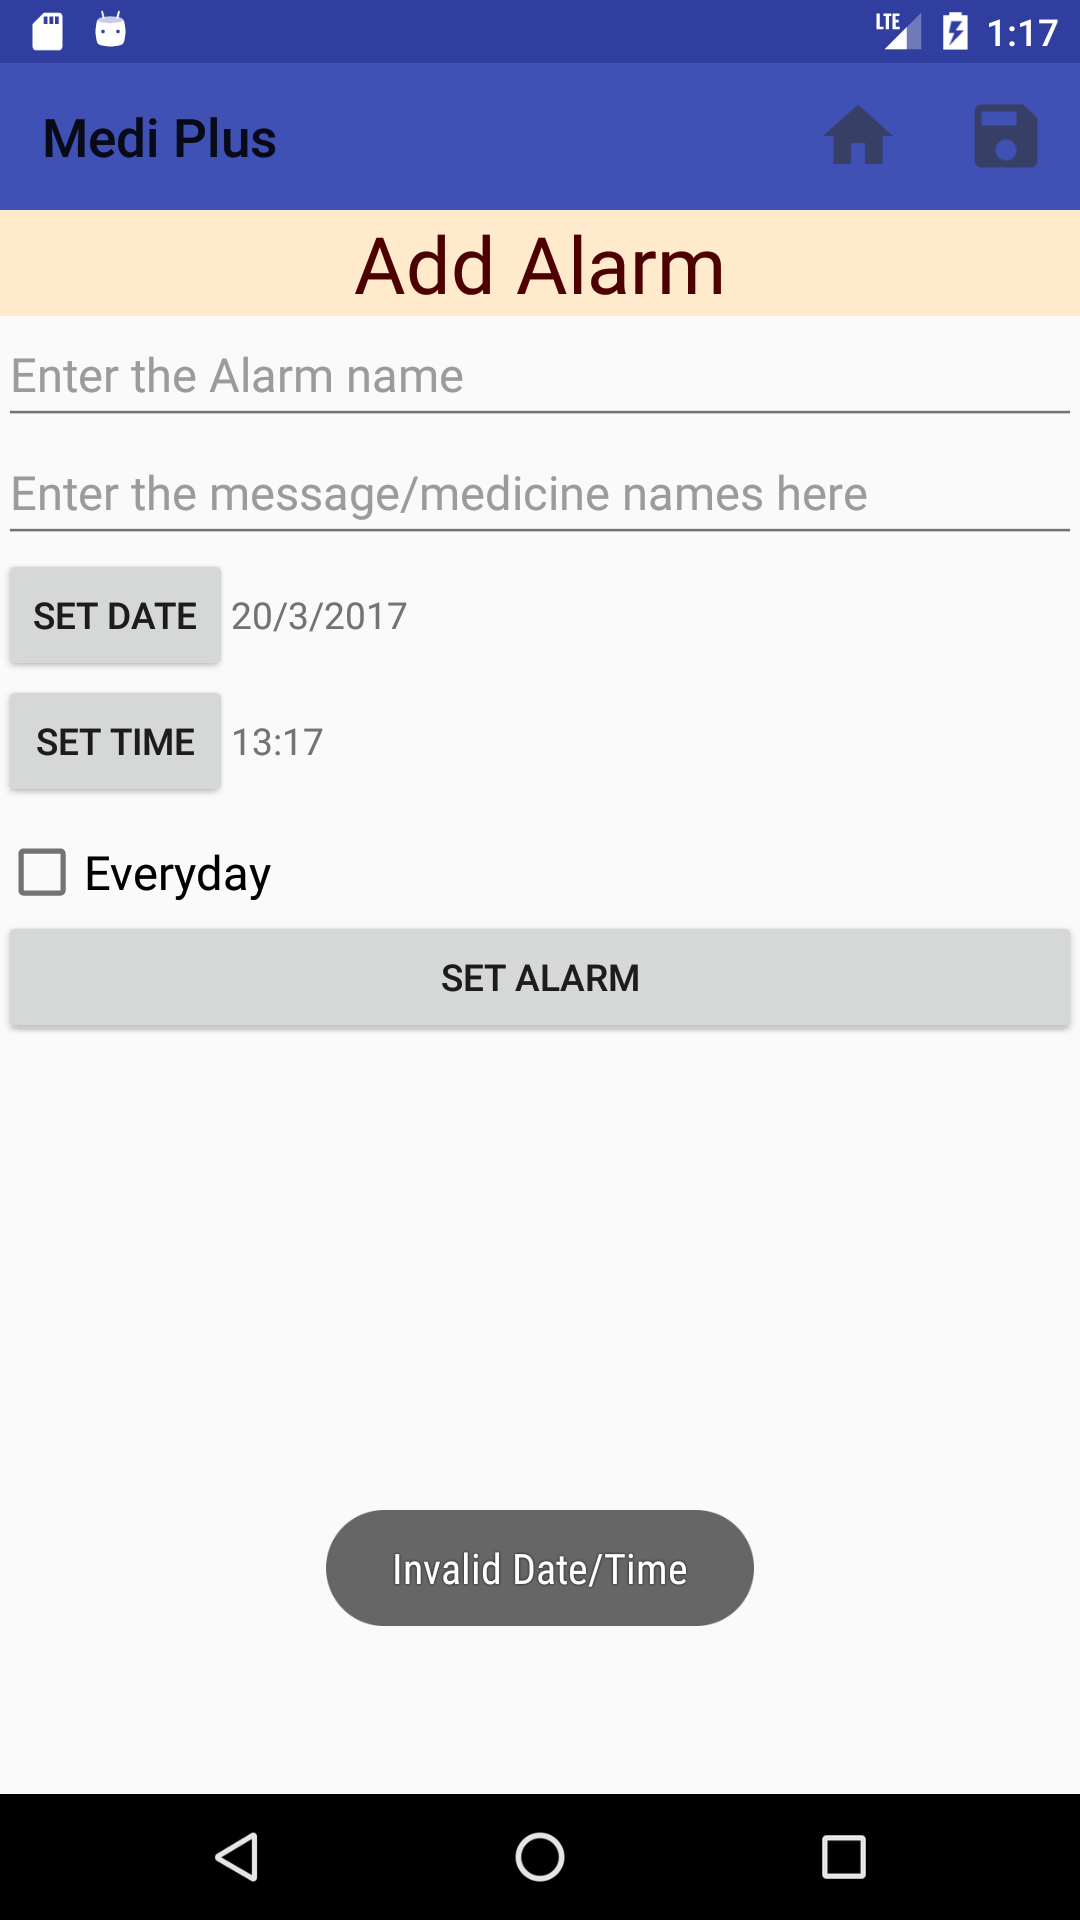 LTE 1:17
Medi Plus
Add Alarm
Enter the Alarm name
Enter the message/medicine names here
SET DATE 20/3/2017
SET TIME 13:17
Everyday
SET ALARM
Invalid Date/Time